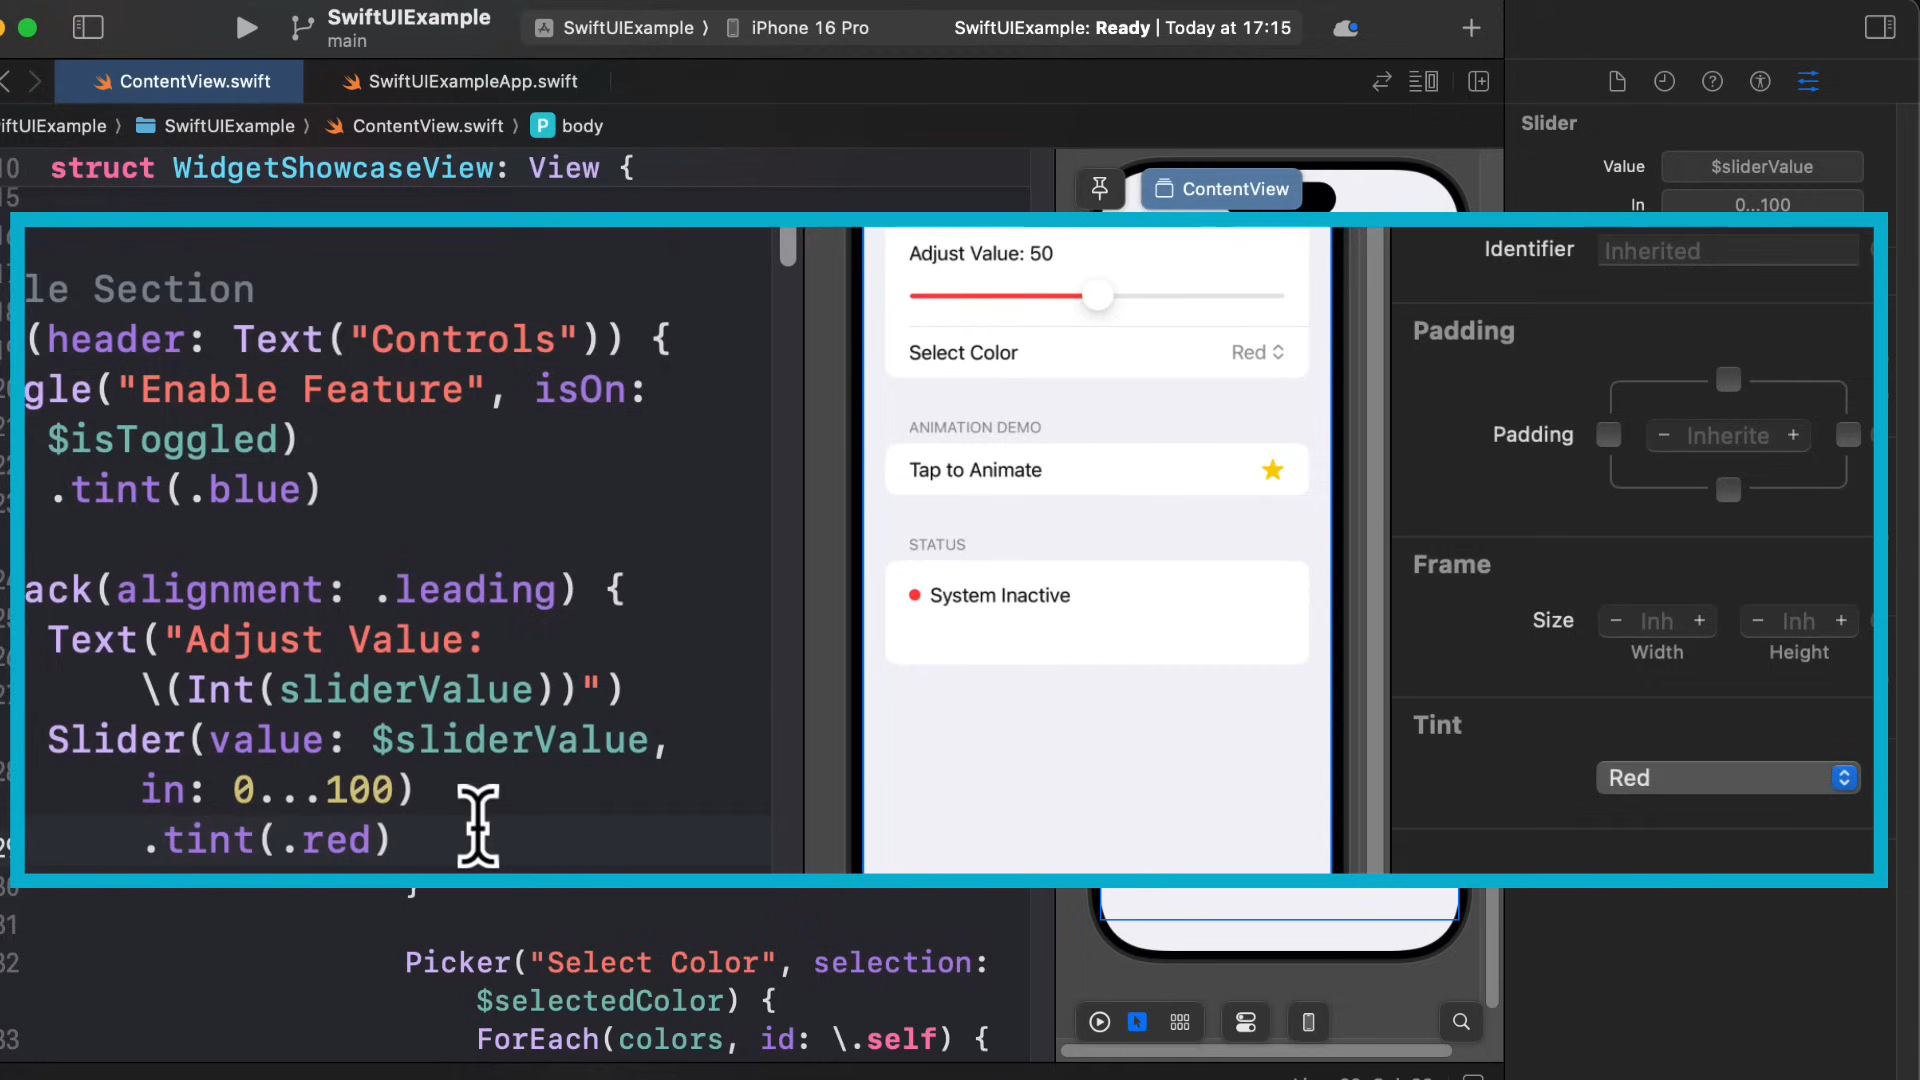 SwiftUIExample
main
SwiftUIExample 〉 iPhone 16 Pro
SwiftUIExample: Ready | Today at 17:15
ContentView.swift
SwiftUIExampleApp.swift
iftUIExample 〉 SwiftUIExample 〉 ContentView.swift 〉 P body
10 struct WidgetShowcaseView: View {
15
ContentView
Slider
Value $sliderValue
In 0...100
le Section
(header: Text("Controls")) {
gle("Enable Feature", isOn:
$isToggled)
.tint(.blue)
ack(alignment: .leading) {
Text("Adjust Value:
\(Int(sliderValue))")
Slider(value: $sliderValue,
in: 0...100)
.tint(.red)
Adjust Value: 50
Select Color Red
ANIMATION DEMO
Tap to Animate
STATUS
System Inactive
Identifier Inherited
Padding
Padding − Inherite +
Frame
Size − Inh + − Inh +
Width Height
Tint
Red
30 }
31
32 Picker("Select Color", selection:
$selectedColor) {
33 ForEach(colors, id: \.self) {